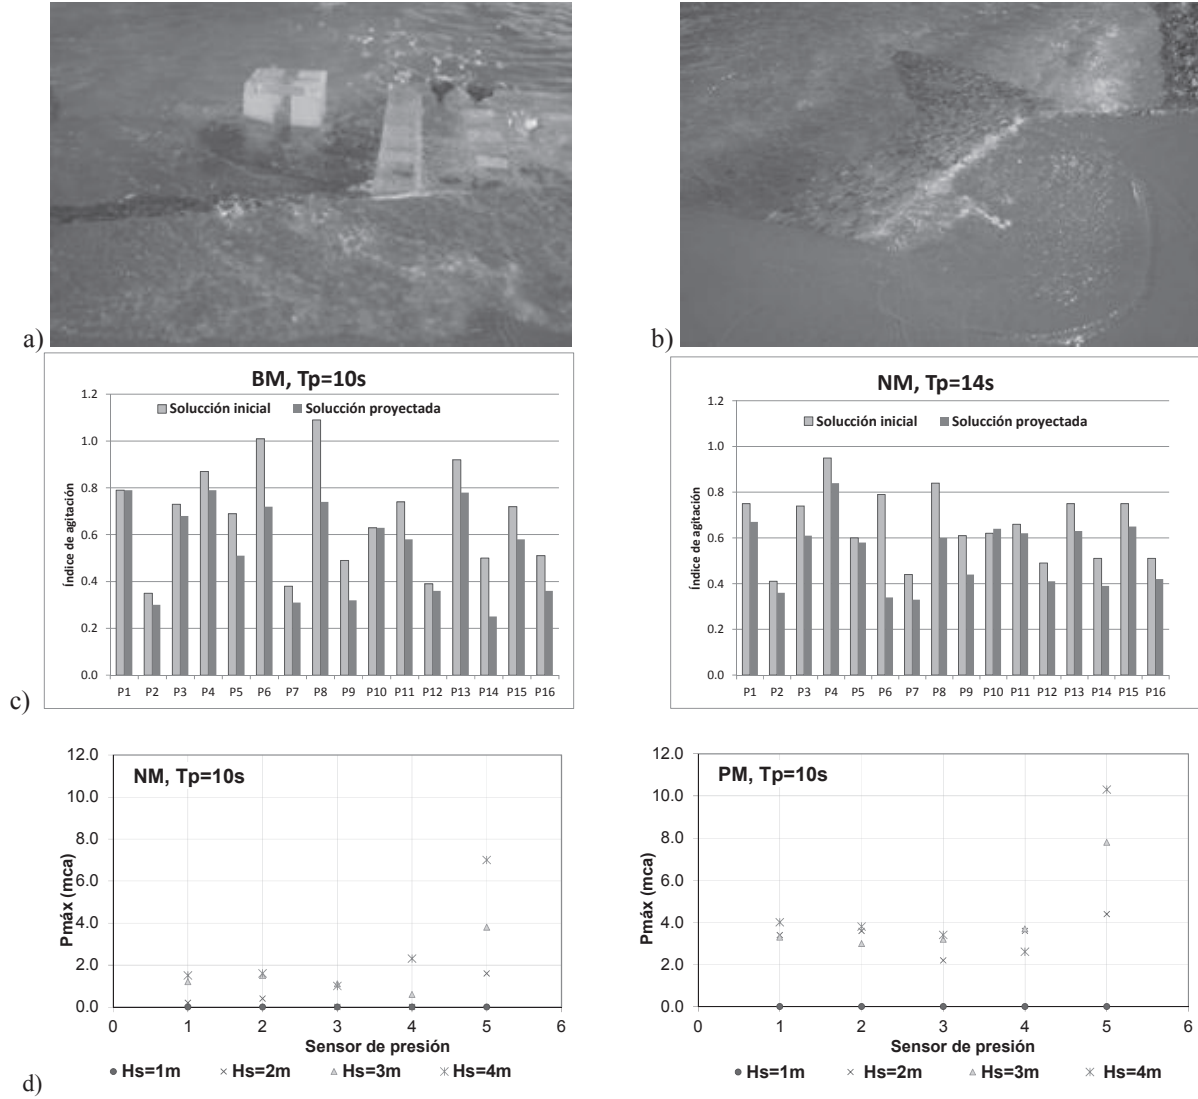 a)
b)
BM, Tp=10s
1.2
1.0
0.8
0.6
0.4
0.2
0.0
Índice de agitación
Solucción inicial
Solucción proyectada
P1 P2 P3 P4 P5 P6 P7 P8 P9 P10 P11 P12 P13 P14 P15 P16
NM, Tp=14s
1.2
1.0
0.8
0.6
0.4
0.2
0.0
Índice de agitación
Solucción inicial
Solucción proyectada
P1 P2 P3 P4 P5 P6 P7 P8 P9 P10 P11 P12 P13 P14 P15 P16
c)
NM, Tp=10s
12.0
10.0
8.0
6.0
4.0
2.0
0.0
Pmáx (mca)
0 1 2 3 4 5 6
Sensor de presión
Hs=1m Hs=2m Hs=3m Hs=4m
PM, Tp=10s
12.0
10.0
8.0
6.0
4.0
2.0
0.0
Pmáx (mca)
0 1 2 3 4 5 6
Sensor de presión
Hs=1m Hs=2m Hs=3m Hs=4m
d)